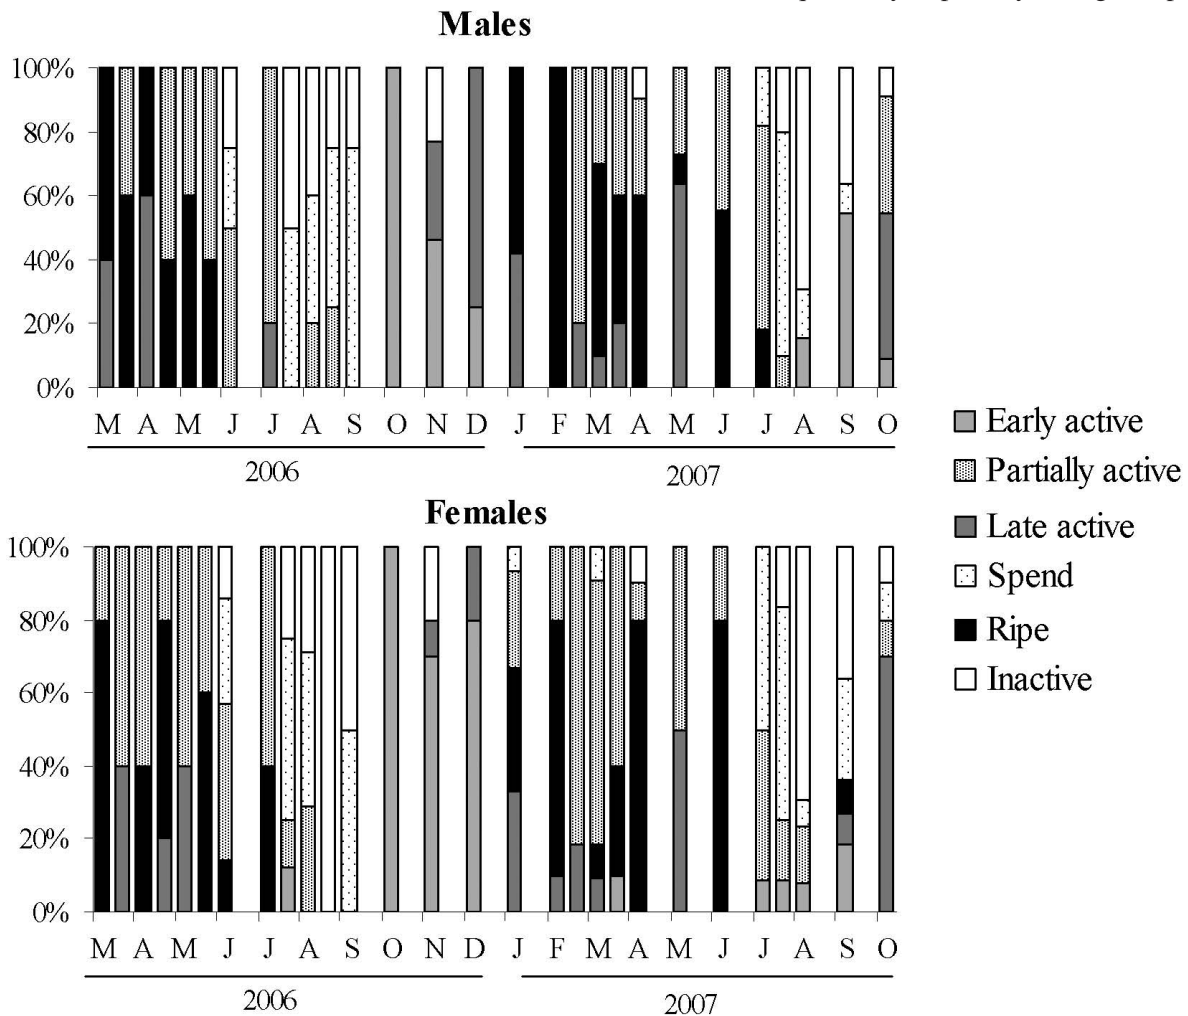 Males
100%
80%
60%
40%
20%
0%
M A M J J A S O N D J F M A M J J A S O
2006 2007
Early active
Partially active
Late active
Spend
Ripe
Inactive
Females
100%
80%
60%
40%
20%
0%
M A M J J A S O N D J F M A M J J A S O
2006 2007